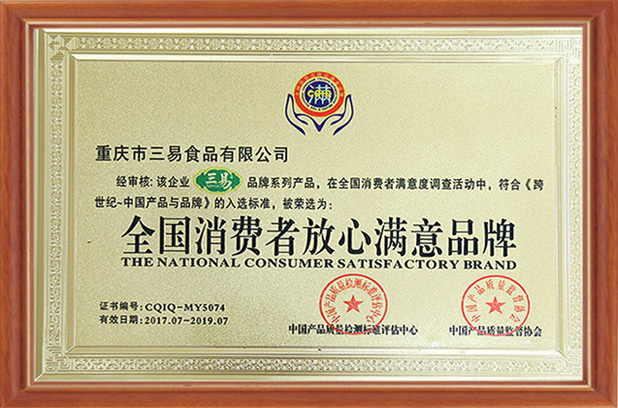 重庆市三易食品有限公司
经审核:该企业 三易 品牌系列产品，在全国消费者满意度调查活动中，符合《跨
世纪~中国产品与品牌》的入选标准，被荣选为:
全国消费者放心满意品牌
THE NATIONAL CONSUMER SATISFACTORY BRAND
证书编号: CQIQ-MY5074
有效日期: 2017.07-2019.07
中国产品质量检测标准评估中心
中国产品质量监督协会